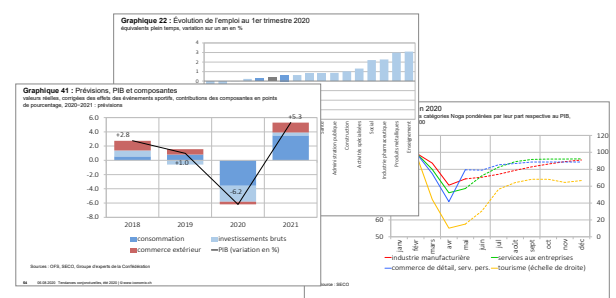 Graphique 22 : Évolution de l'emploi au 1er trimestre 2020
équivalents plein temps, variation sur un an en %
4
3
2
1
0
Santé
Administration publique
Construction
Activités spécialisées
Social
Industrie pharmaceutique
Produits métalliques
Enseignement
Graphique 41 : Prévisions, PIB et composantes
valeurs réelles, corrigées des effets des événements sportifs, contributions des composantes en points
de pourcentage, 2020–2021 : prévisions
6.0
4.0
2.0
0.0
-2.0
-4.0
-6.0
-8.0
+2.8
+1.0
-6.2
+5.3
2018
2019
2020
2021
consommation
investissements bruts
commerce extérieur
PIB (variation en %)
Sources : OFS, SECO, Groupe d'experts de la Confédération
n 2020
s catégories Noga pondérées par leur part respective au PIB,
00
120
100
80
60
40
20
0
60
50
janv
févr
mars
avr
mai
juin
juil
août
sept
oct
nov
déc
industrie manufacturière
services aux entreprises
commerce de détail, serv. pers.
tourisme (échelle de droite)
: SECO